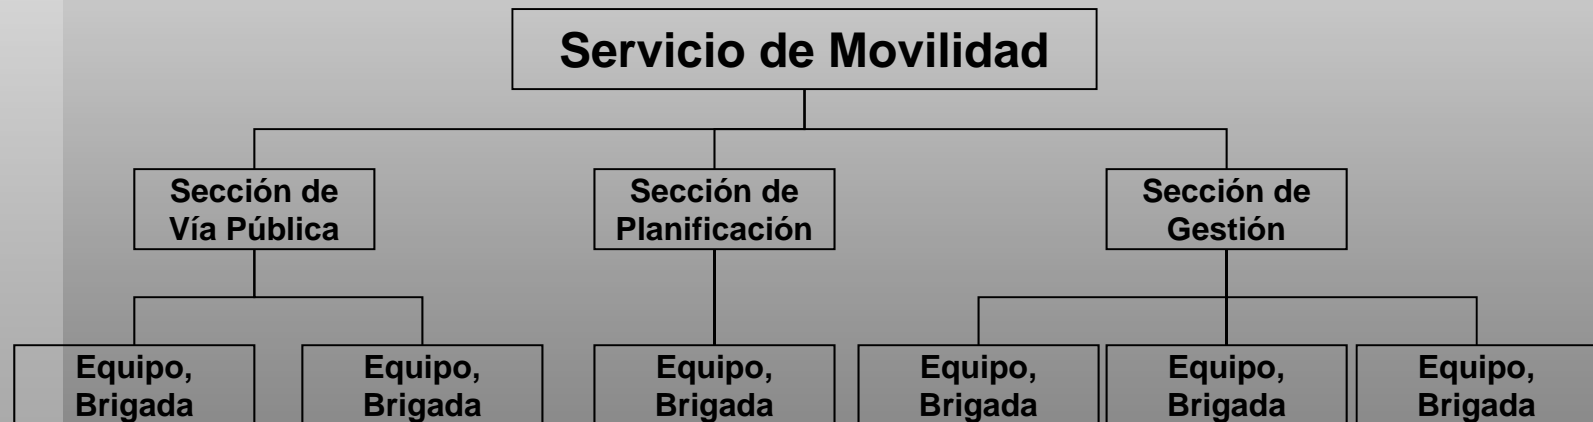 Servicio de Movilidad
Sección de
Vía Pública
Sección de
Planificación
Sección de
Gestión
Equipo,
Brigada
Equipo,
Brigada
Equipo,
Brigada
Equipo,
Brigada
Equipo,
Brigada
Equipo,
Brigada